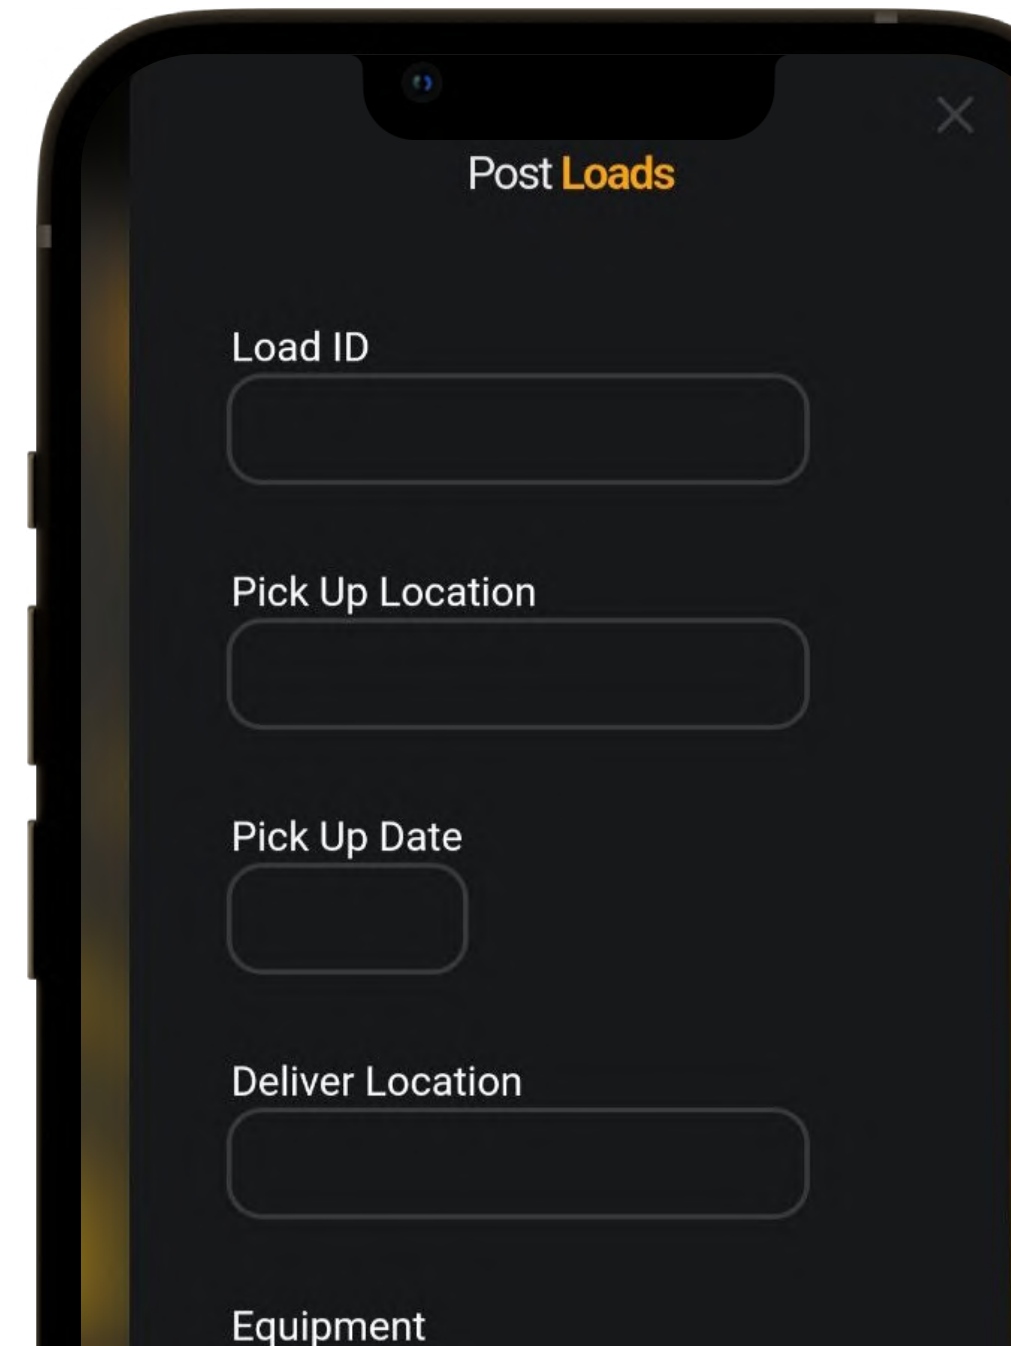 Post Loads
Load ID
Pick Up Location
Pick Up Date
Deliver Location
Equipment